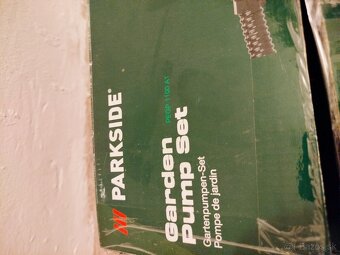 PARKSIDE®
Garden
Pump Set
Gartenpumpen-Set
Pompe de jardin